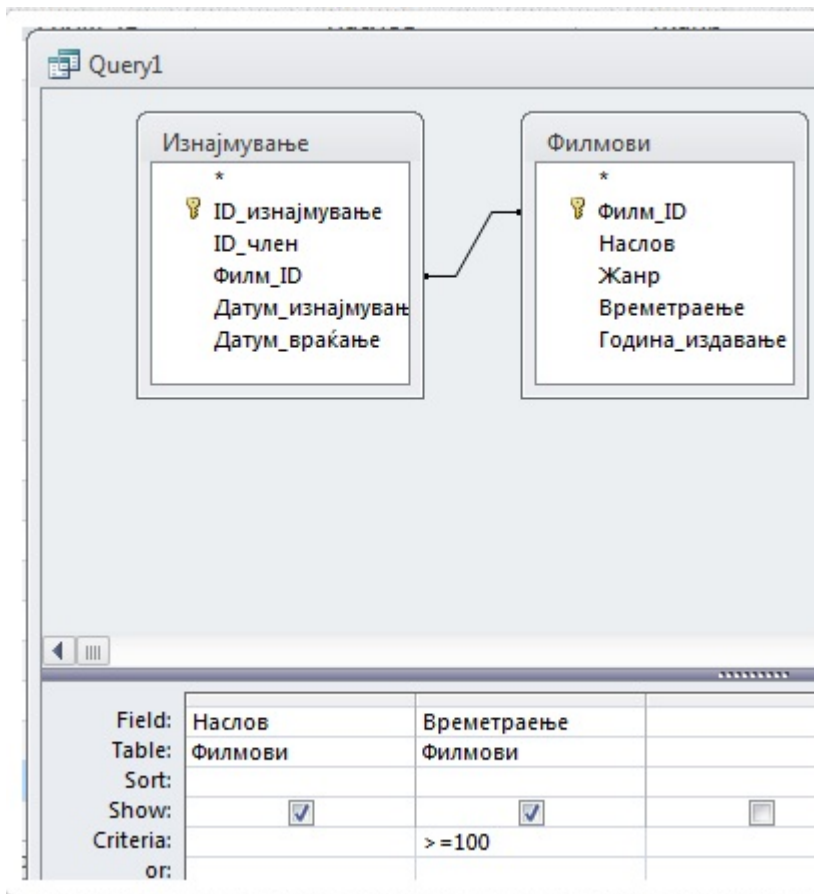 Query1
Изнајмување
*
ID_изнајмување
ID_член
Филм_ID
Датум_изнајмувањ
Датум_враќање
Филмови
*
Филм_ID
Наслов
Жанр
Времетраење
Година_издавање
Field: Наслов Времетраење
Table: Филмови Филмови
Sort:
Show:
Criteria: >=100
or: